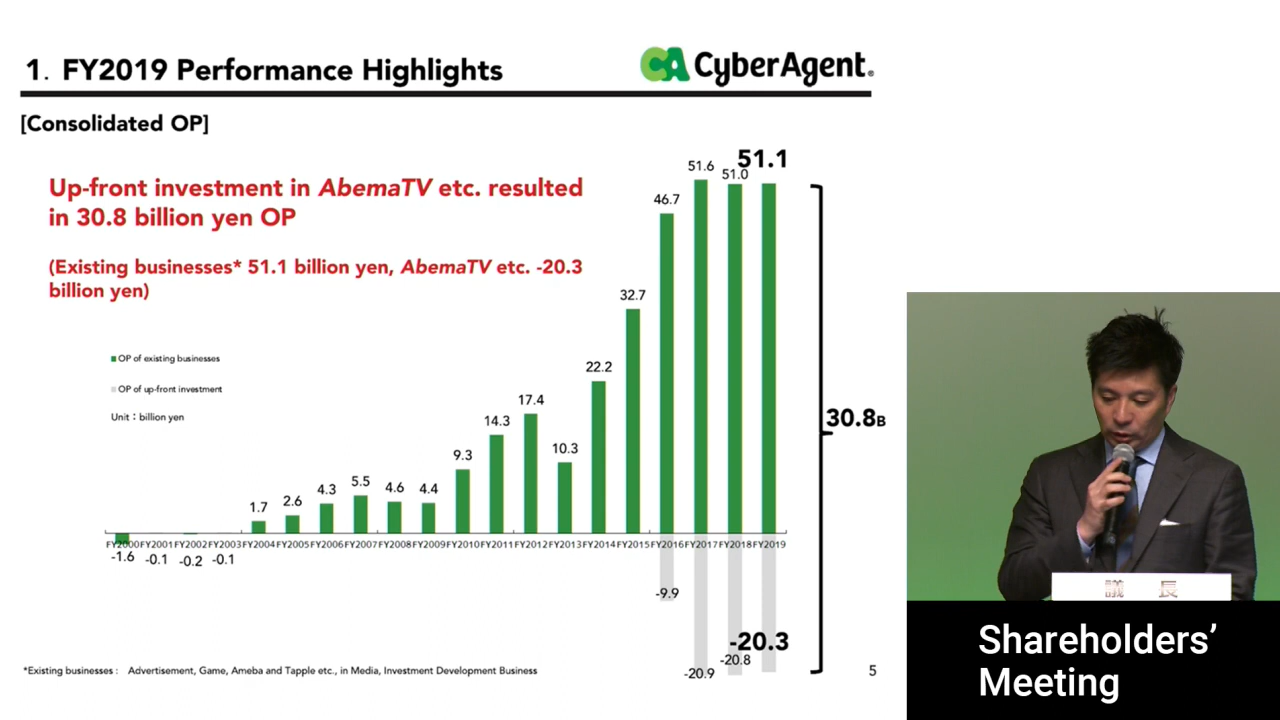 1. FY2019 Performance Highlights
CyberAgent®
[Consolidated OP]
Up-front investment in AbemaTV etc. resulted
in 30.8 billion yen OP
(Existing businesses* 51.1 billion yen, AbemaTV etc. -20.3
billion yen)
OP of existing businesses
OP of up-front investment
Unit：billion yen
-1.6
-0.1
-0.2
-0.1
1.7
2.6
4.3
5.5
4.6
4.4
9.3
14.3
17.4
10.3
22.2
32.7
46.7
51.6
51.0
51.1
FY2000 FY2001 FY2002 FY2003 FY2004 FY2005 FY2006 FY2007 FY2008 FY2009 FY2010 FY2011 FY2012 FY2013 FY2014 FY2015 FY2016 FY2017 FY2018 FY2019
-9.9
-20.9
-20.8
-20.3
30.8B
*Existing businesses : Advertisement, Game, Ameba and Tapple etc., in Media, Investment Development Business
5
議 長
Shareholders’
Meeting